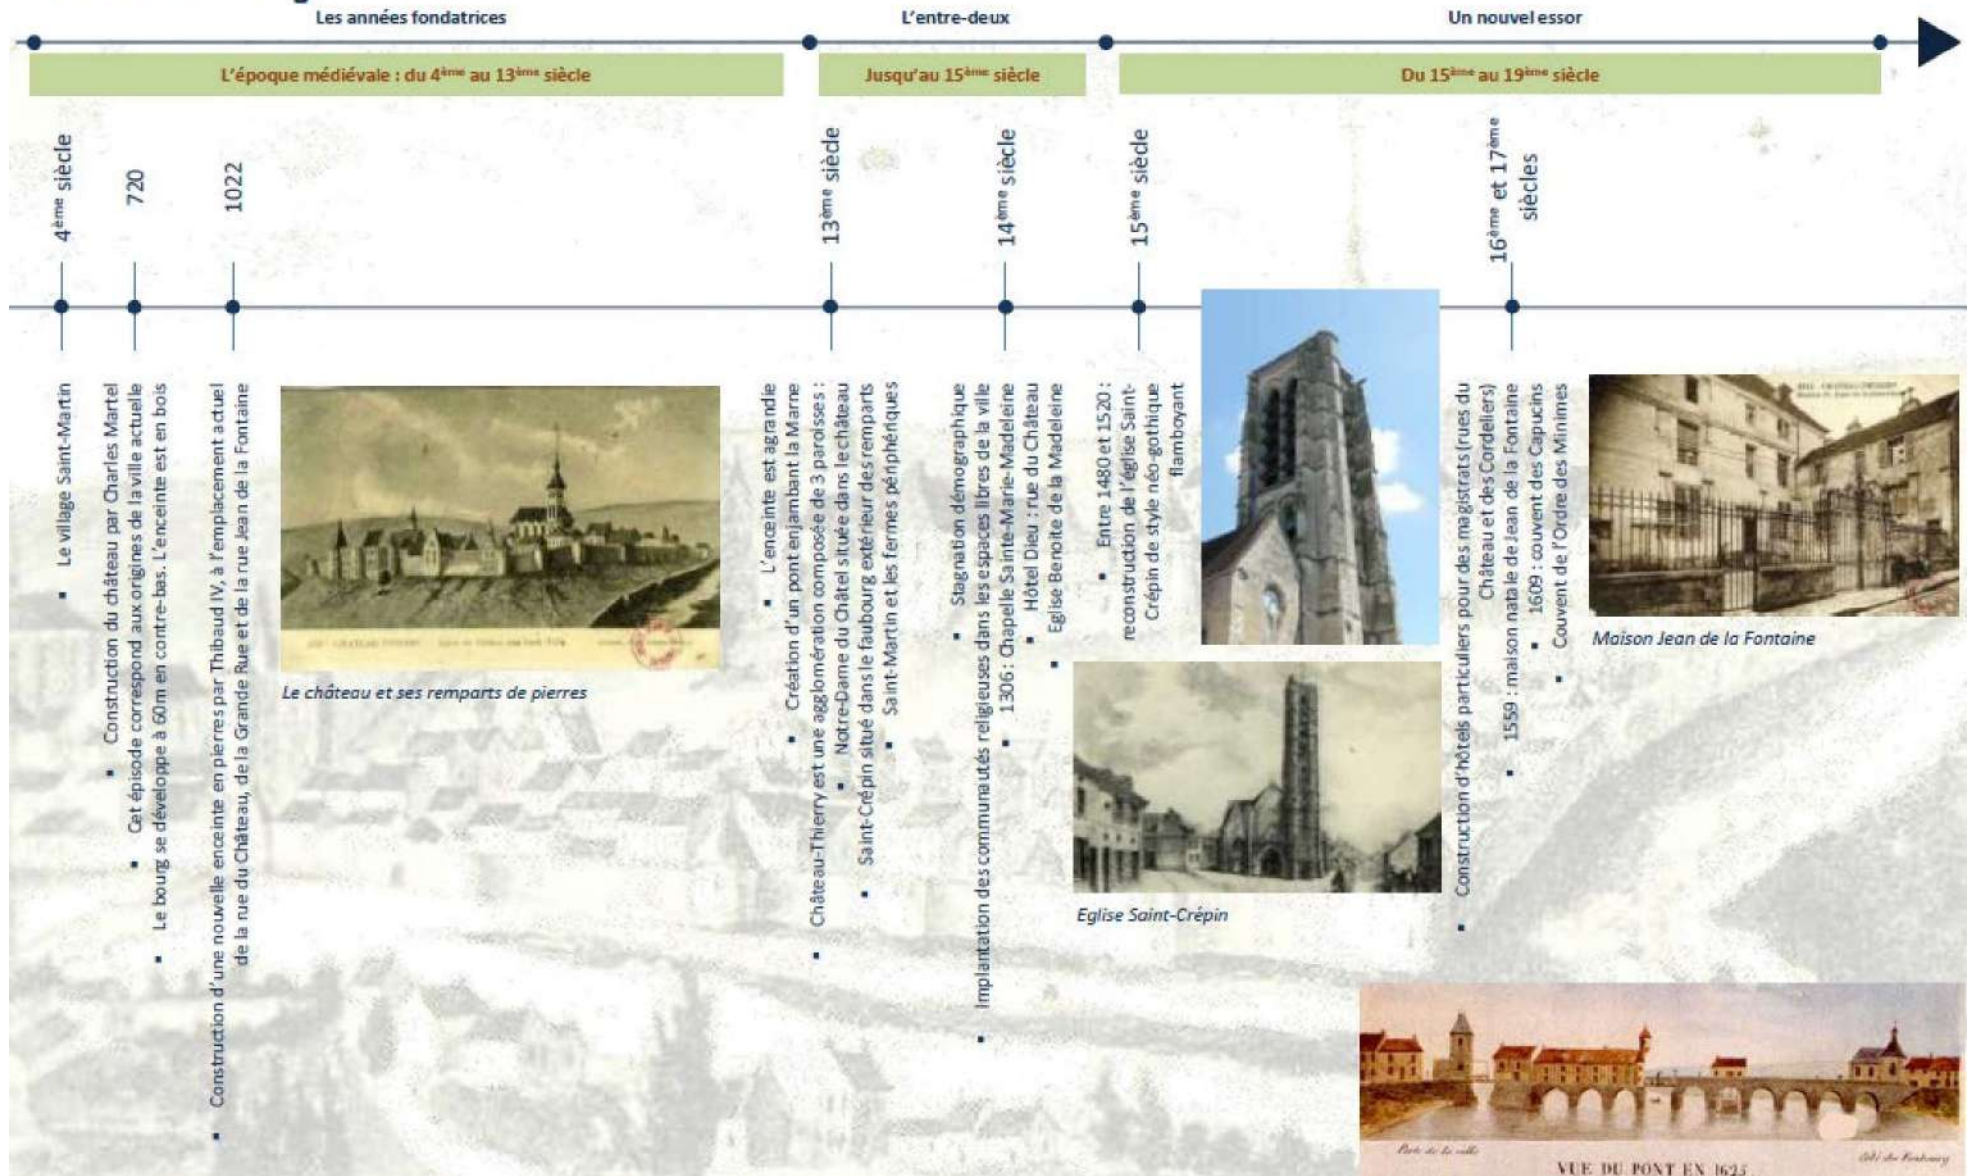 Les années fondatrices
L'entre-deux
Un nouvel essor
L'époque médiévale : du 4ème au 13ème siècle
Jusqu'au 15ème siècle
Du 15ème au 19ème siècle
4ème siècle
720
1022
13ème siècle
14ème siècle
15ème siècle
16ème et 17ème
siècles
▪ Le village Saint-Martin
▪ Construction du château par Charles Martel
▪ Cet épisode correspond aux origines de la ville actuelle
▪ Le bourg se développe à 60m en contre-bas. L'enceinte est en bois
▪ Construction d'une nouvelle enceinte en pierres par Thibaud IV, à l'emplacement actuel
de la rue du Château, de la Grande Rue et de la rue Jean de la Fontaine
Le château et ses remparts de pierres
▪ L'enceinte est agrandie
▪ Création d'un pont enjambant la Marne
▪ Château-Thierry est une agglomération composée de 3 paroisses :
▪ Notre-Dame du Châtel située dans le château
▪ Saint-Crépin situé dans le faubourg extérieur des remparts
▪ Saint-Martin et les fermes périphériques
▪ Stagnation démographique
▪ Implantation des communautés religieuses dans les espaces libres de la ville
▪ 1306 : Chapelle Sainte-Marie-Madeleine
▪ Hôtel Dieu : rue du Château
▪ Eglise Benoite de la Madeleine
▪ Entre 1480 et 1520 :
reconstruction de l'église Saint-
Crépin de style néo-gothique
flamboyant
Eglise Saint-Crépin
▪ Construction d'hôtels particuliers pour des magistrats (rues du
Château et des Cordeliers)
▪ 1559 : maison natale de Jean de la Fontaine
▪ 1609 : couvent des Capucins
▪ Couvent de l'Ordre des Minimes
Maison Jean de la Fontaine
Porte de la ville
Côté du Faubourg
VUE DU PONT EN 1625